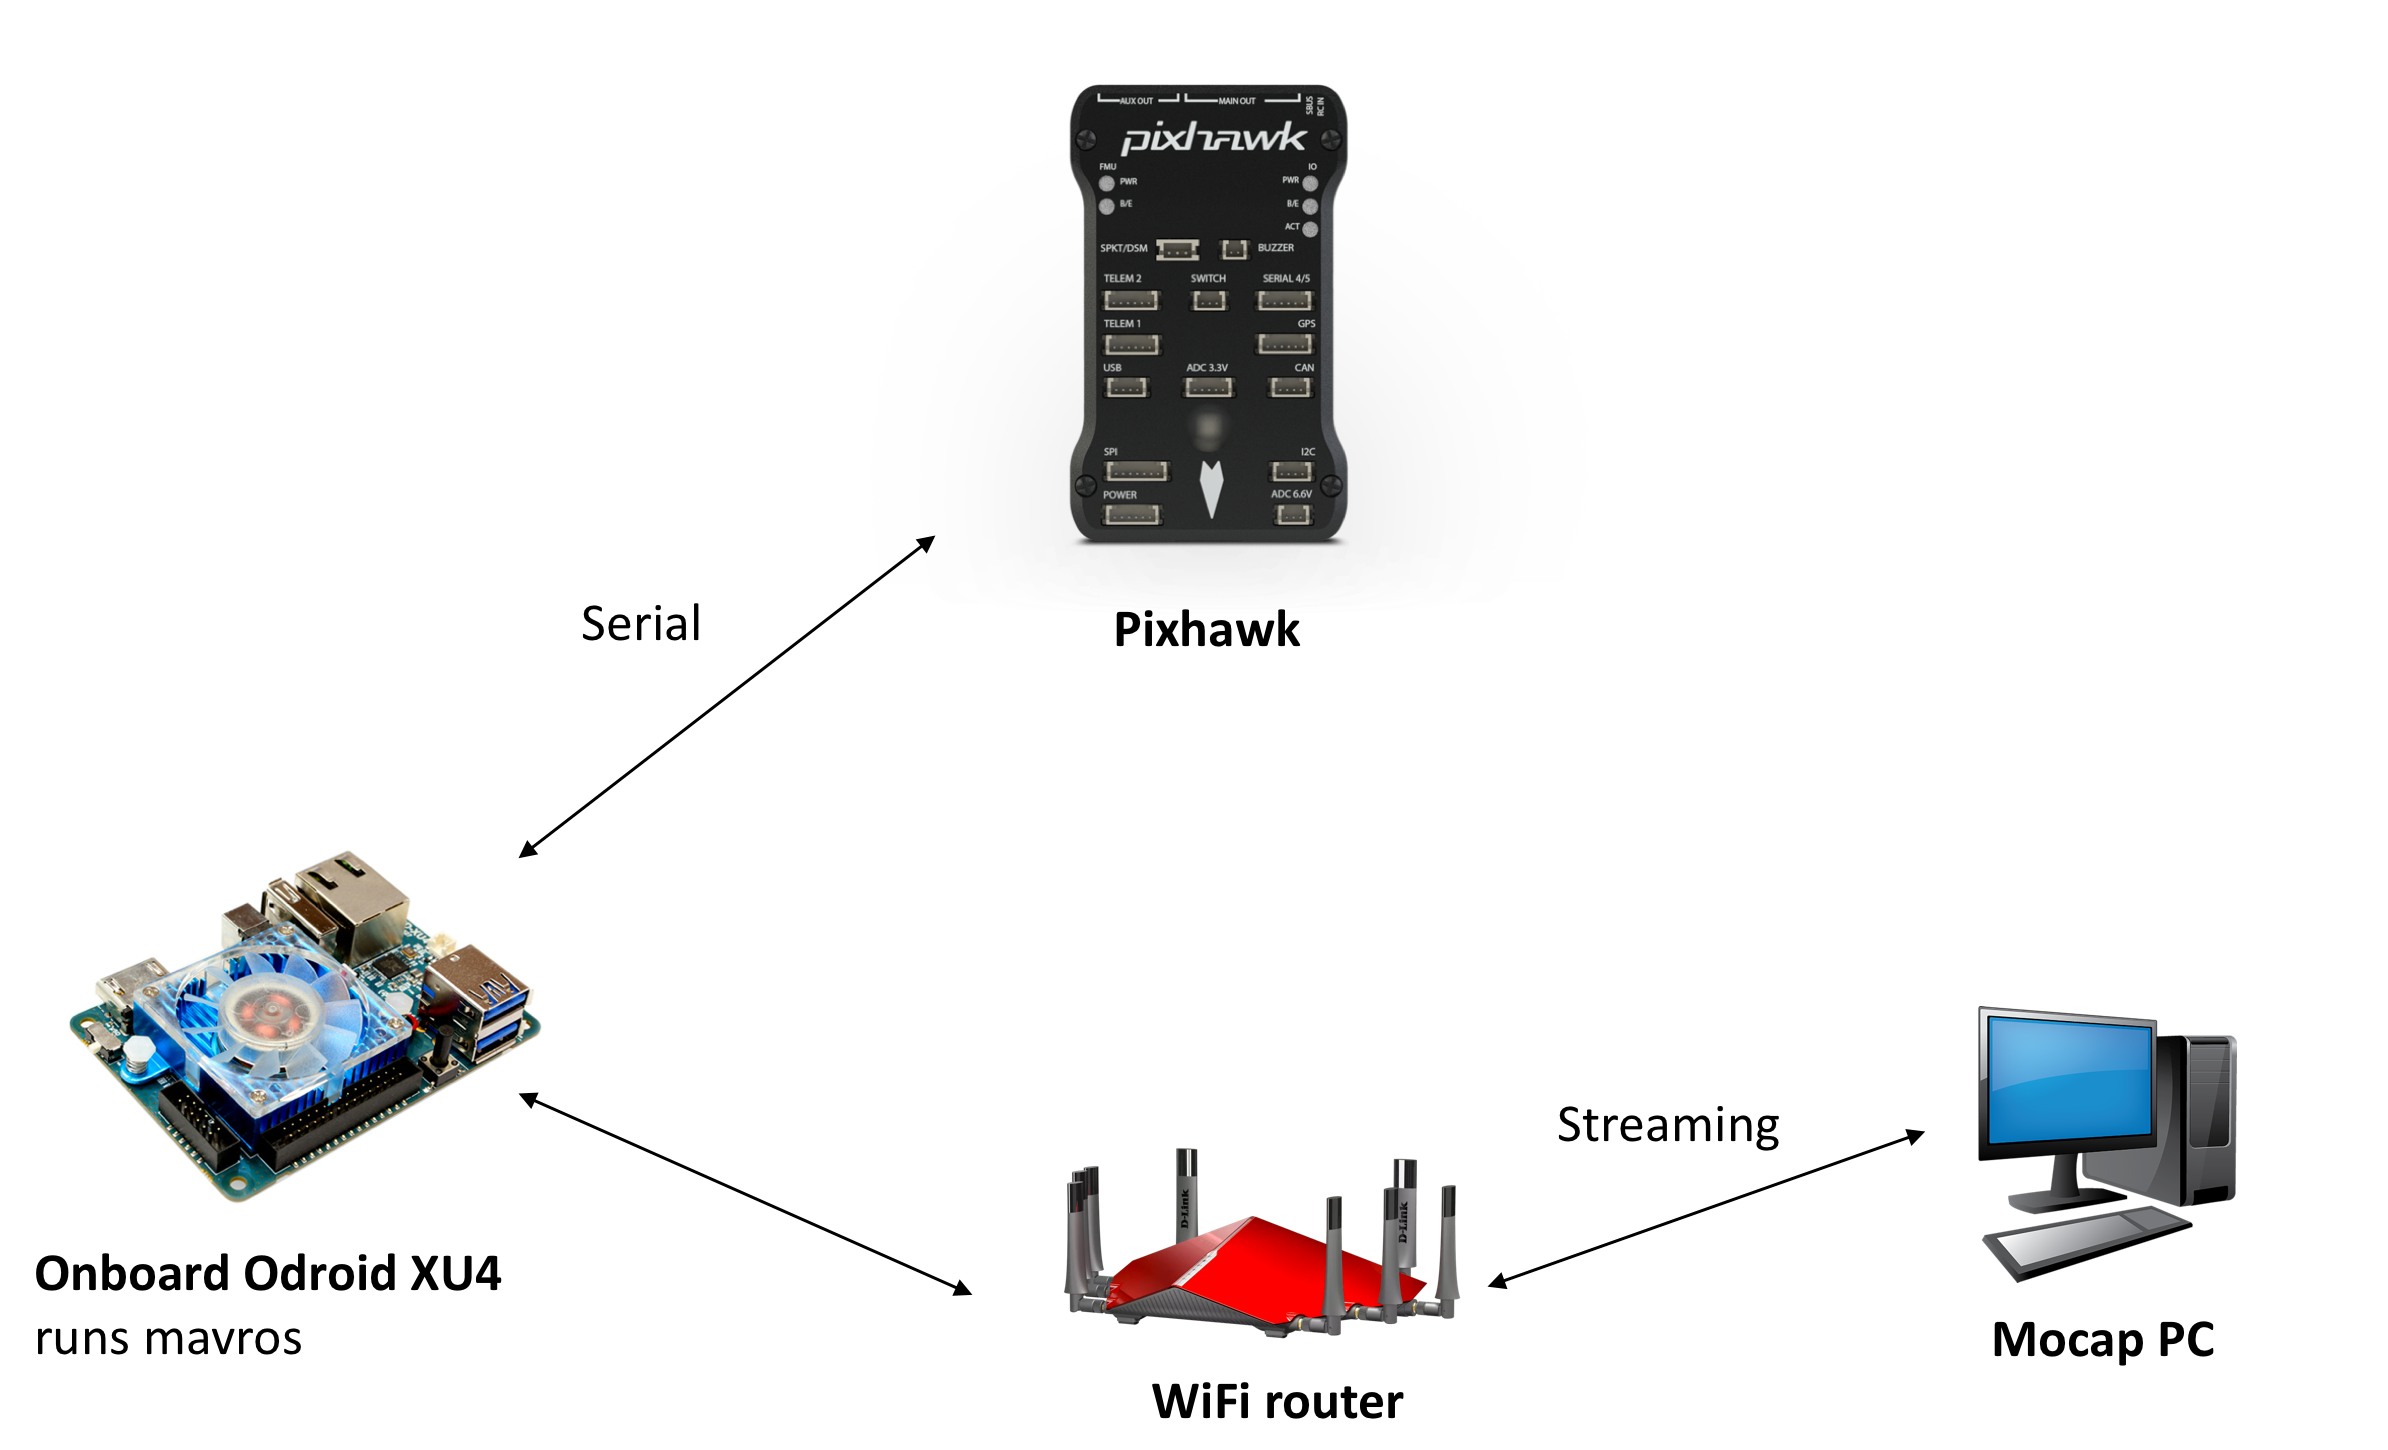 AUX OUT MAIN OUT SBUS
RC IN
pixhawk
FMU IO
PWR PWR
B/E B/E
ACT
SPKT/DSM BUZZER
TELEM 2 SWITCH SERIAL 4/5
TELEM 1 GPS
USB ADC 3.3V CAN
SPI I2C
POWER ADC 6.6V
Serial
Pixhawk
Streaming
D-Link
D-Link
Onboard Odroid XU4
runs mavros
Mocap PC
WiFi router